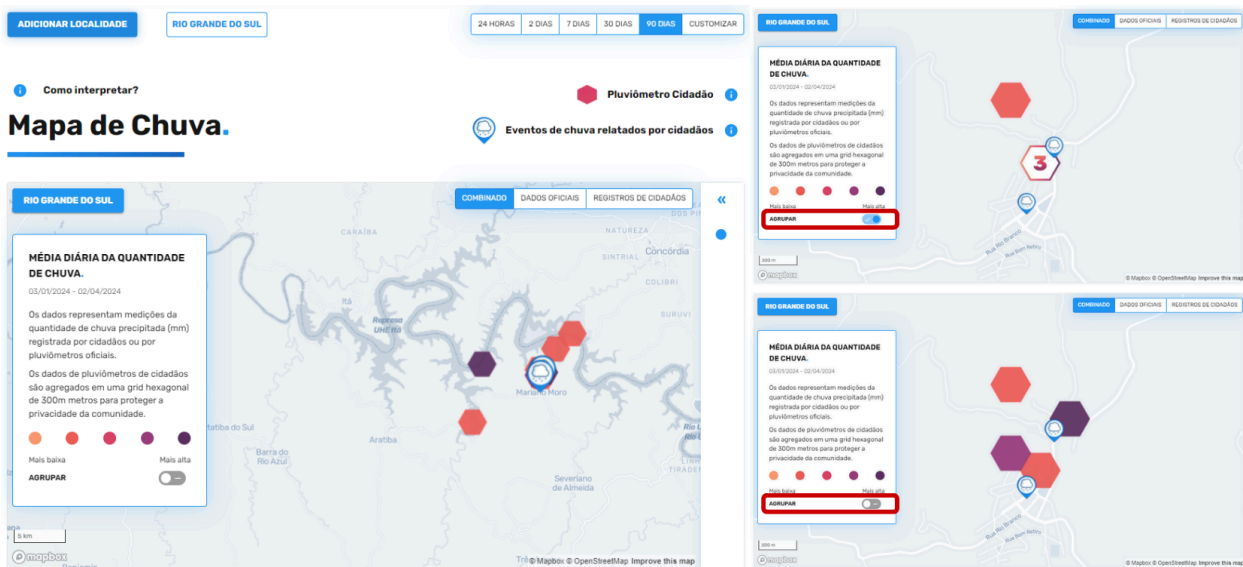 ADICIONAR LOCALIDADE
RIO GRANDE DO SUL
24 HORAS
2 DIAS
7 DIAS
30 DIAS
90 DIAS
CUSTOMIZAR
Como interpretar?
Mapa de Chuva.
Pluviômetro Cidadão
Eventos de chuva relatados por cidadãos
RIO GRANDE DO SUL
COMBINADO
DADOS OFICIAIS
REGISTROS DE CIDADÃOS
MÉDIA DIÁRIA DA QUANTIDADE
DE CHUVA.
03/01/2024 - 02/04/2024
Os dados representam medições da
quantidade de chuva precipitada (mm)
registrada por cidadãos ou por
pluviômetros oficiais.
Os dados de pluviômetros de cidadãos
são agregados em uma grid hexagonal
de 300m metros para proteger a
privacidade da comunidade.
Mais baixa
Mais alta
AGRUPAR
CARAÍBA
NATUREZA
SINTRIAL
Concórdia
COLIBRI
SURUVI
Itá
Represa
UHE Itá
Mariano Moro
Aratiba
Barra do
Rio Azul
Severiano
de Almeida
5 km
mapbox
© Mapbox © OpenStreetMap Improve this map
RIO GRANDE DO SUL
COMBINADO
DADOS OFICIAIS
REGISTROS DE CIDADÃOS
MÉDIA DIÁRIA DA QUANTIDADE
DE CHUVA.
03/01/2024 - 02/04/2024
Os dados representam medições da
quantidade de chuva precipitada (mm)
registrada por cidadãos ou por
pluviômetros oficiais.
Os dados de pluviômetros de cidadãos
são agregados em uma grid hexagonal
de 300m metros para proteger a
privacidade da comunidade.
Mais baixa
Mais alta
AGRUPAR
3
Rua Rio Branco
Rua Bom Retiro
300 m
mapbox
© Mapbox © OpenStreetMap Improve this map
RIO GRANDE DO SUL
COMBINADO
DADOS OFICIAIS
REGISTROS DE CIDADÃOS
MÉDIA DIÁRIA DA QUANTIDADE
DE CHUVA.
03/01/2024 - 02/04/2024
Os dados representam medições da
quantidade de chuva precipitada (mm)
registrada por cidadãos ou por
pluviômetros oficiais.
Os dados de pluviômetros de cidadãos
são agregados em uma grid hexagonal
de 300m metros para proteger a
privacidade da comunidade.
Mais baixa
Mais alta
AGRUPAR
Rua Rio Branco
Rua Bom Retiro
mapbox
© Mapbox © OpenStreetMap Improve this map